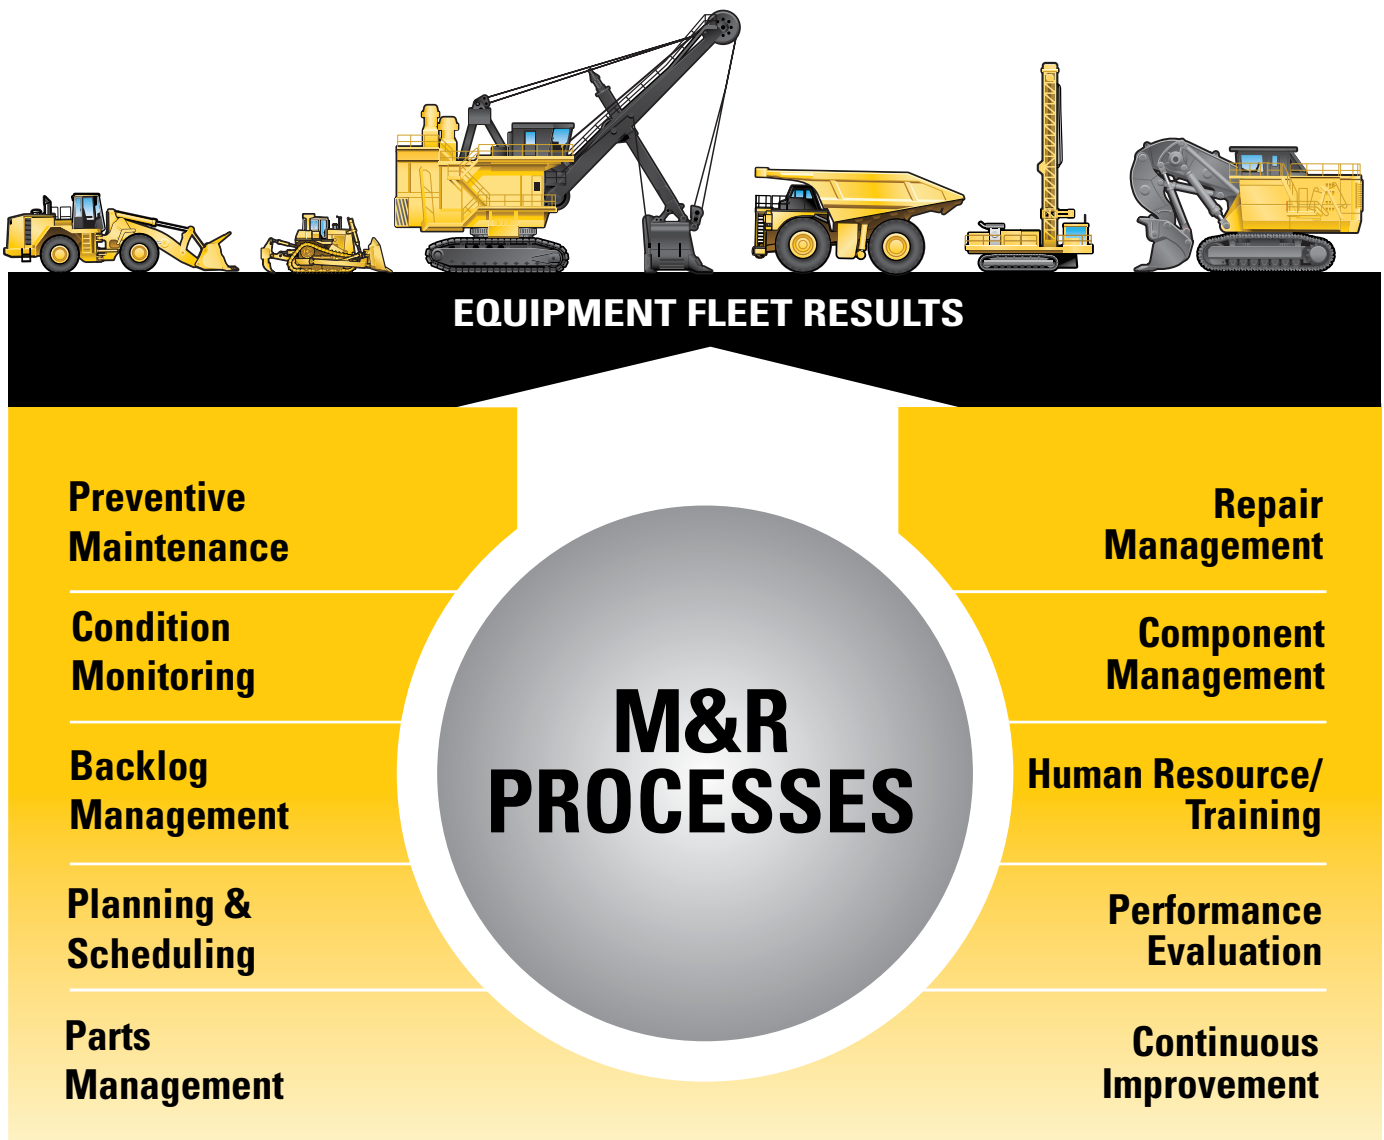 EQUIPMENT FLEET RESULTS
Preventive
Maintenance
Condition
Monitoring
Backlog
Management
Planning &
Scheduling
Parts
Management
M&R
PROCESSES
Repair
Management
Component
Management
Human Resource/
Training
Performance
Evaluation
Continuous
Improvement